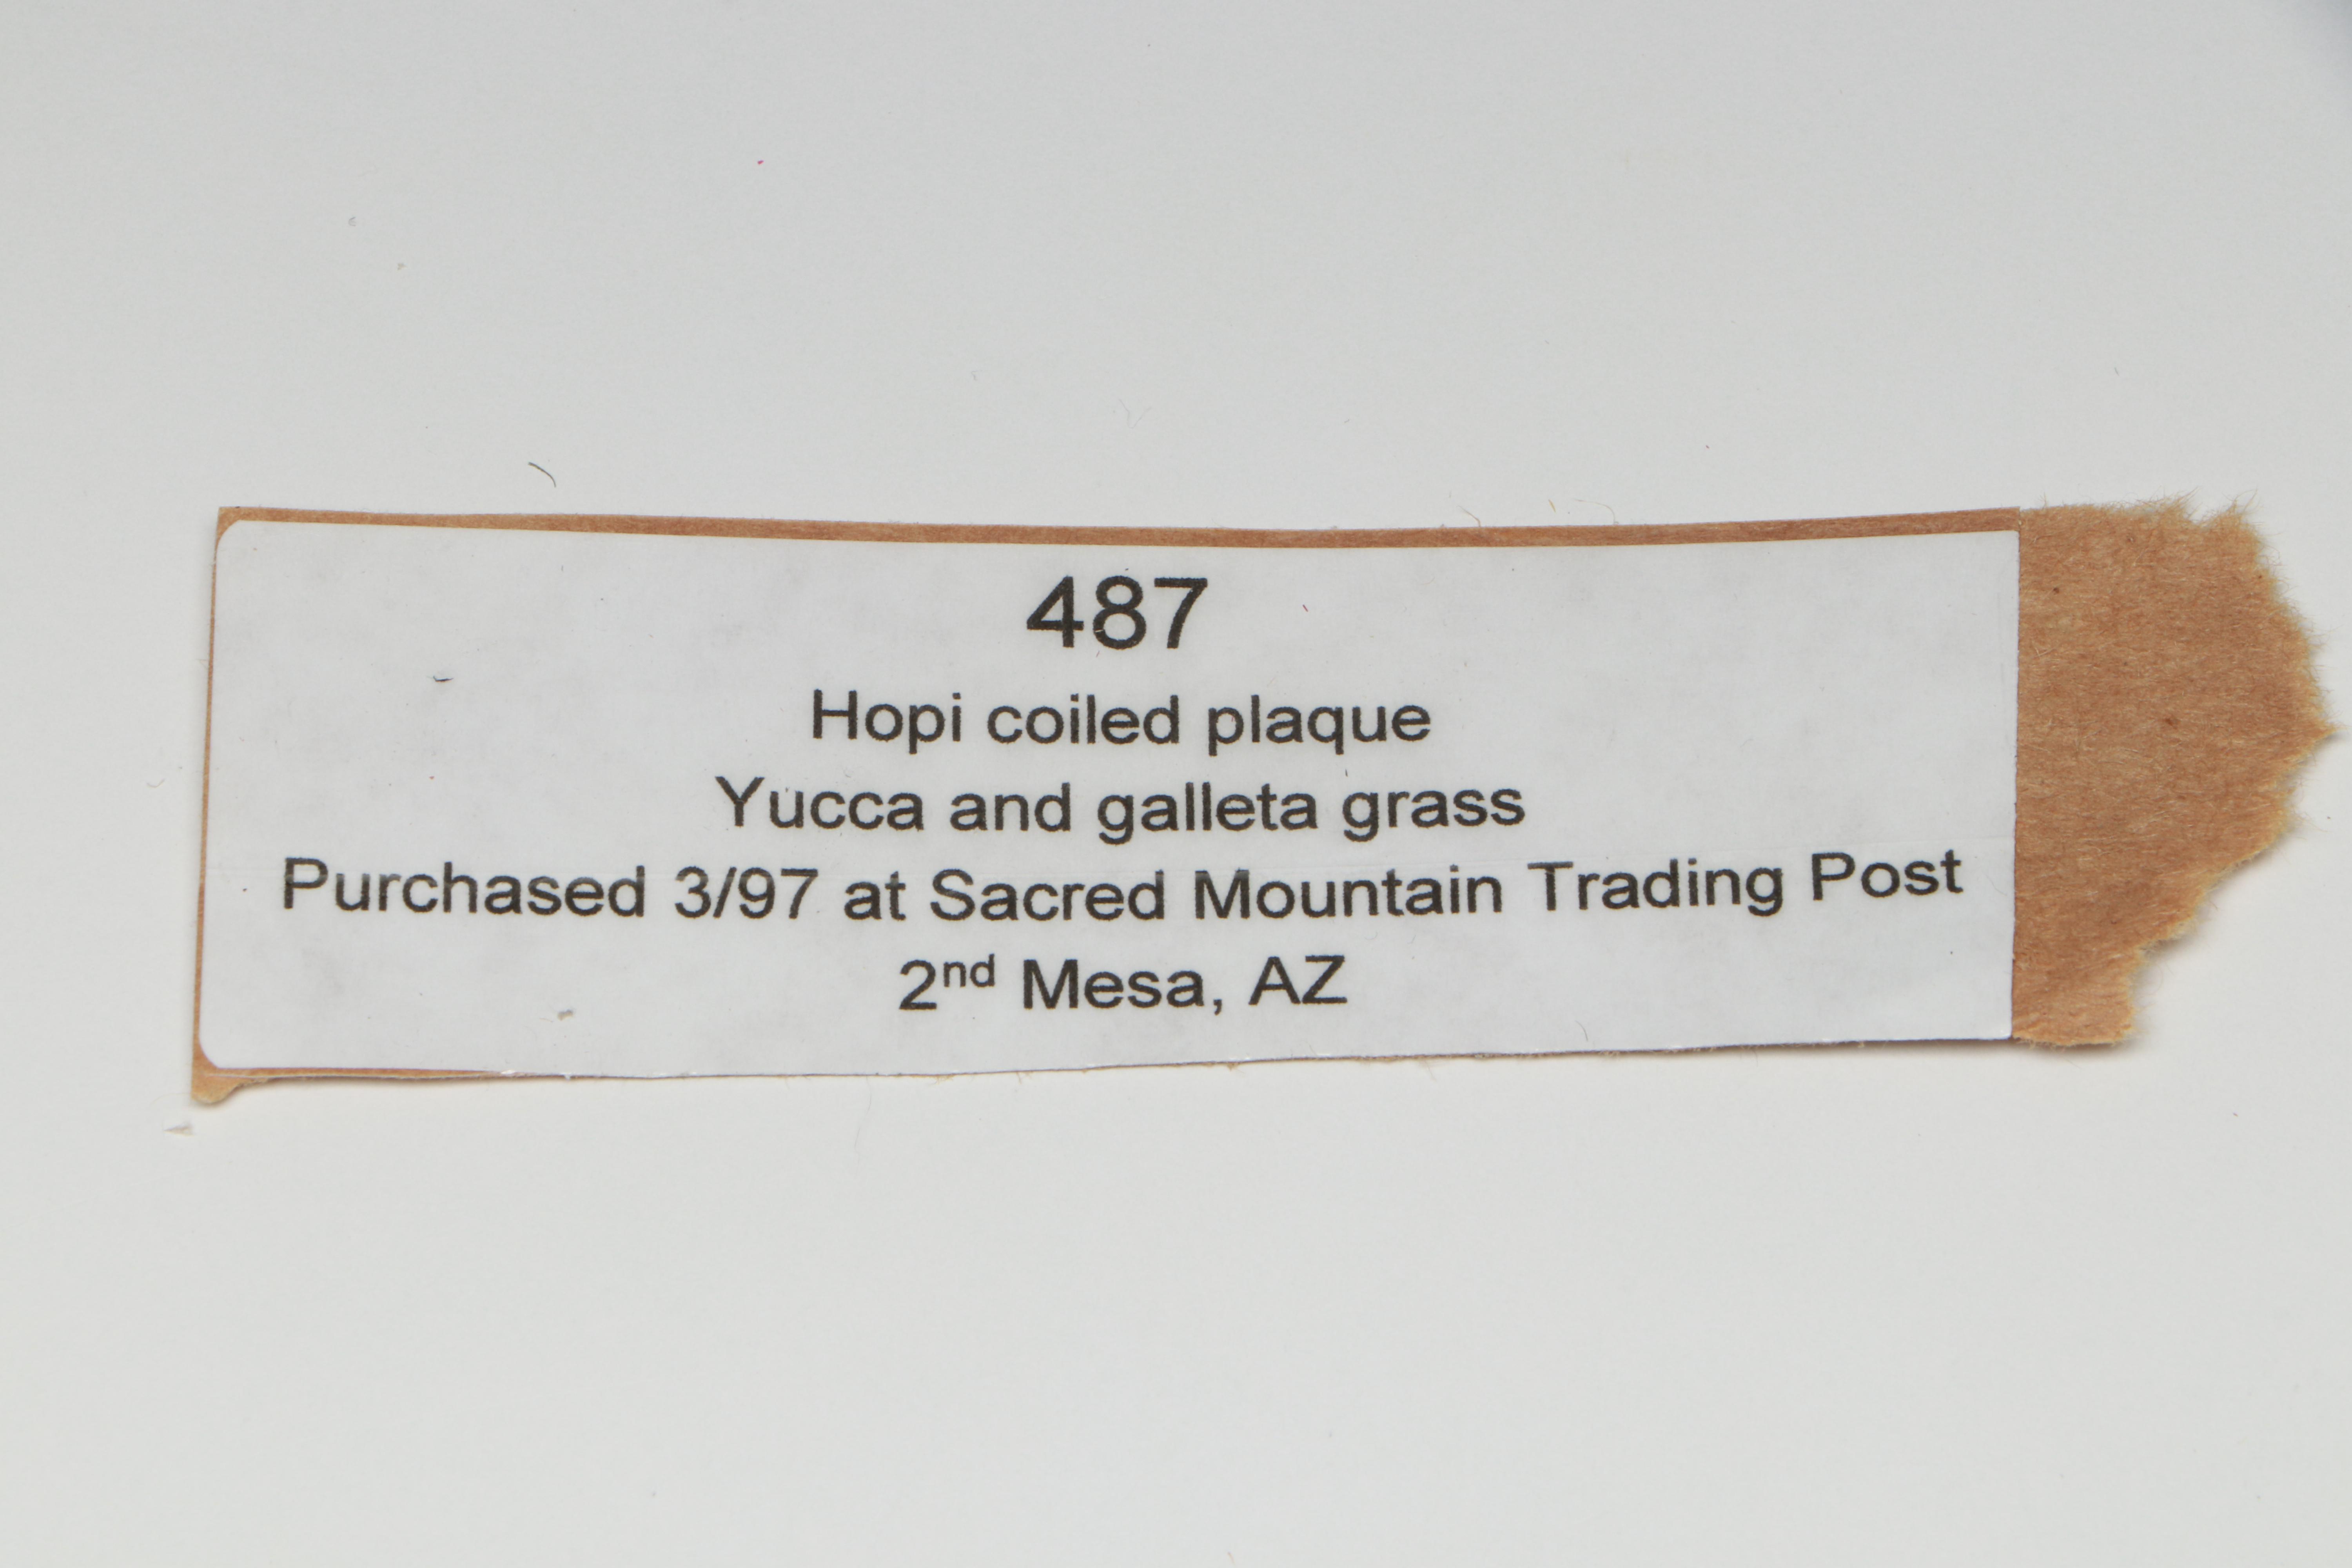 487
Hopi coiled plaque
Yucca and galleta grass
Purchased 3/97 at Sacred Mountain Trading Post
2nd Mesa, AZ